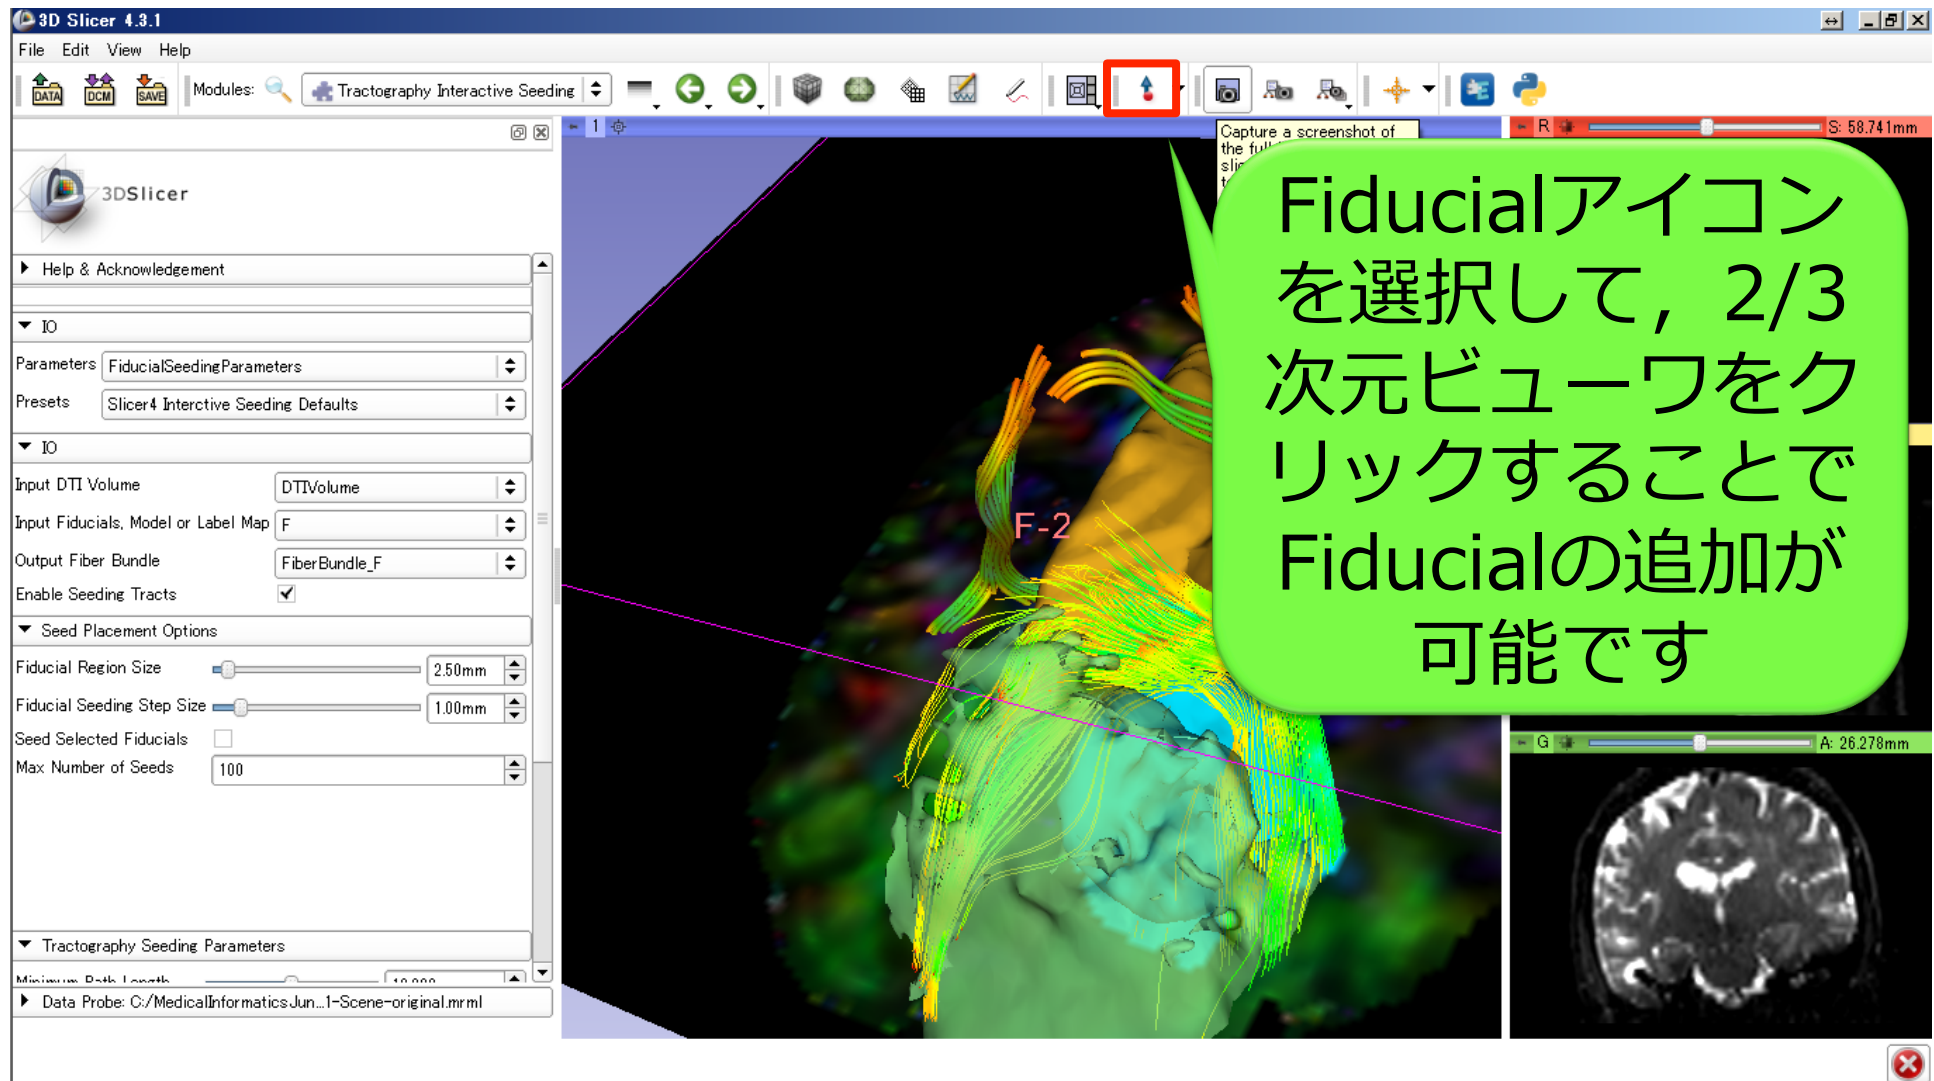 3D Slicer 4.3.1
File Edit View Help
DATA DCM SAVE Modules: Tractography Interactive Seeding
1
R S: 58.741mm
Capture a screenshot of
the full
3DSlicer
Fiducialアイコン
を選択して，2/3
次元ビューワをク
リックすることで
Fiducialの追加が
可能です
Help & Acknowledgement
IO
Parameters FiducialSeedingParameters
Presets Slicer4 Interctive Seeding Defaults
IO
Input DTI Volume DTIVolume
Input Fiducials, Model or Label Map F
Output Fiber Bundle FiberBundle_F
Enable Seeding Tracts
Seed Placement Options
Fiducial Region Size 2.50mm
Fiducial Seeding Step Size 1.00mm
Seed Selected Fiducials
Max Number of Seeds 100
F-2
G A: 26.278mm
Tractography Seeding Parameters
Minimum Path Length
Data Probe: C:/MedicalInformaticsJun...1-Scene-original.mrml